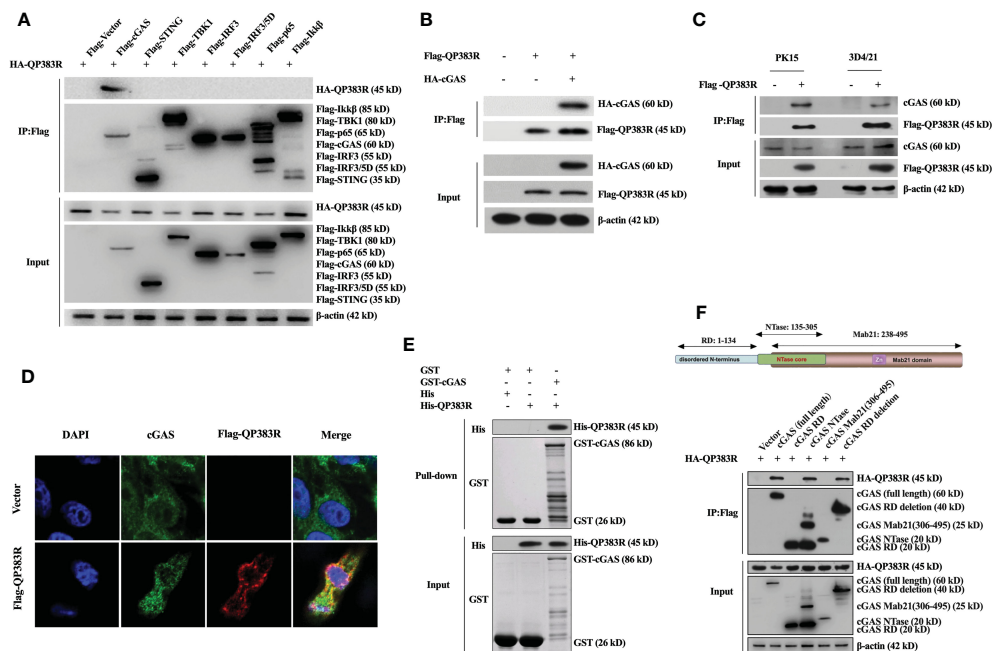 A
Flag-Vector
Flag-cGAS
Flag-STING
Flag-TBK1
Flag-IRF3
Flag-IRF3/5D
Flag-p65
Flag-Ikkβ
HA-QP383R + + + + + + + +
IP:Flag
HA-QP383R (45 kD)
Flag-Ikkβ (85 kD)
Flag-TBK1 (80 kD)
Flag-p65 (65 kD)
Flag-cGAS (60 kD)
Flag-IRF3 (55 kD)
Flag-IRF3/5D (55 kD)
Flag-STING (35 kD)
Input
HA-QP383R (45 kD)
Flag-Ikkβ (85 kD)
Flag-TBK1 (80 kD)
Flag-p65 (65 kD)
Flag-cGAS (60 kD)
Flag-IRF3 (55 kD)
Flag-IRF3/5D (55 kD)
Flag-STING (35 kD)
β-actin (42 kD)
B
Flag-QP383R - + +
HA-cGAS - - +
IP:Flag
HA-cGAS (60 kD)
Flag-QP383R (45 kD)
Input
HA-cGAS (60 kD)
Flag-QP383R (45 kD)
β-actin (42 kD)
C
PK15 3D4/21
Flag -QP383R - + - +
IP:Flag
cGAS (60 kD)
Flag-QP383R (45 kD)
Input
cGAS (60 kD)
Flag-QP383R (45 kD)
β-actin (42 kD)
D
DAPI cGAS Flag-QP383R Merge
Vector
Flag-QP383R
E
GST + + -
GST-cGAS - - +
His + - -
His-QP383R - + +
Pull-down
His
His-QP383R (45 kD)
GST-cGAS (86 kD)
GST
GST (26 kD)
Input
His
His-QP383R (45 kD)
GST-cGAS (86 kD)
GST
GST (26 kD)
F
NTase: 135-305
RD: 1-134
Mab21: 238-495
disordered N-terminus
NTase core
Zn
Mab21 domain
Vector
cGAS (full length)
cGAS RD
cGAS NTase
cGAS Mab21(306-495)
cGAS RD deletion
HA-QP383R + + + + + +
IP:Flag
HA-QP383R (45 kD)
cGAS (full length) (60 kD)
cGAS RD deletion (40 kD)
cGAS Mab21(306-495) (25 kD)
cGAS NTase (20 kD)
cGAS RD (20 kD)
Input
HA-QP383R (45 kD)
cGAS (full length) (60 kD)
cGAS RD deletion (40 kD)
cGAS Mab21(306-495) (25 kD)
cGAS NTase (20 kD)
cGAS RD (20 kD)
β-actin (42 kD)